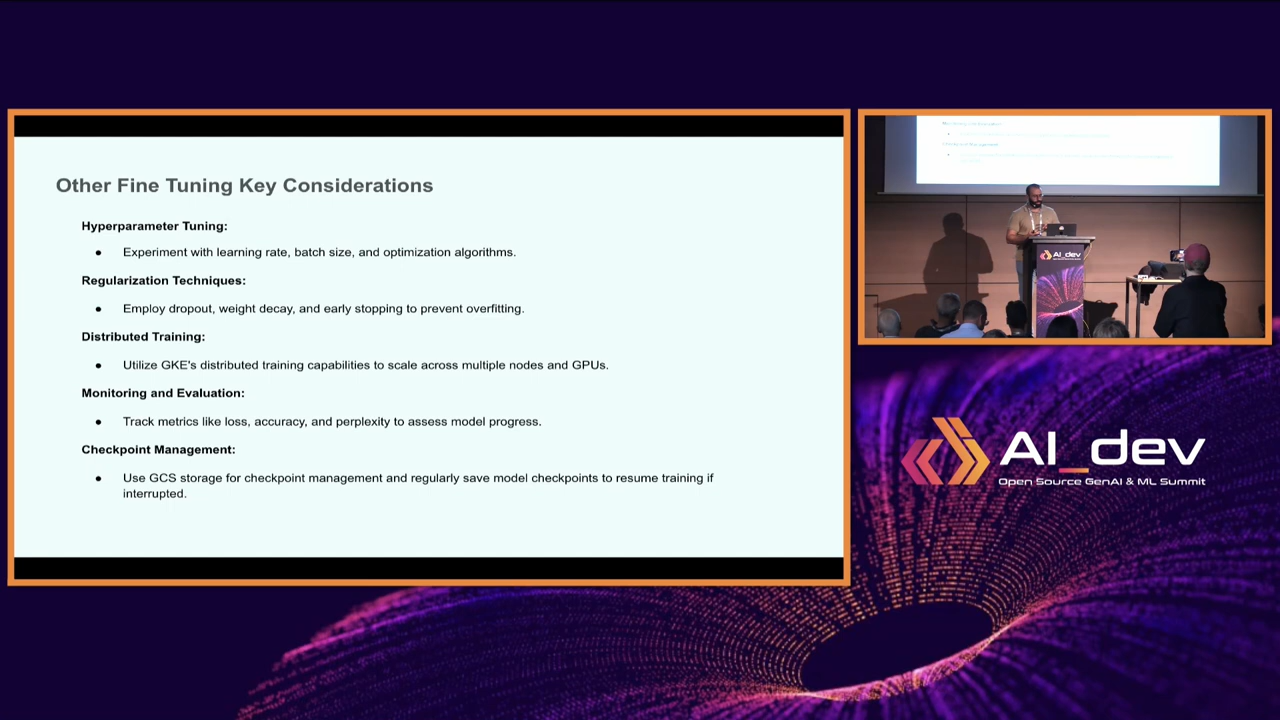 Other Fine Tuning Key Considerations
Hyperparameter Tuning:
● Experiment with learning rate, batch size, and optimization algorithms.
Regularization Techniques:
● Employ dropout, weight decay, and early stopping to prevent overfitting.
Distributed Training:
● Utilize GKE's distributed training capabilities to scale across multiple nodes and GPUs.
Monitoring and Evaluation:
● Track metrics like loss, accuracy, and perplexity to assess model progress.
Checkpoint Management:
● Use GCS storage for checkpoint management and regularly save model checkpoints to resume training if
interrupted.
AI_dev
AI_dev
Open Source GenAI & ML Summit